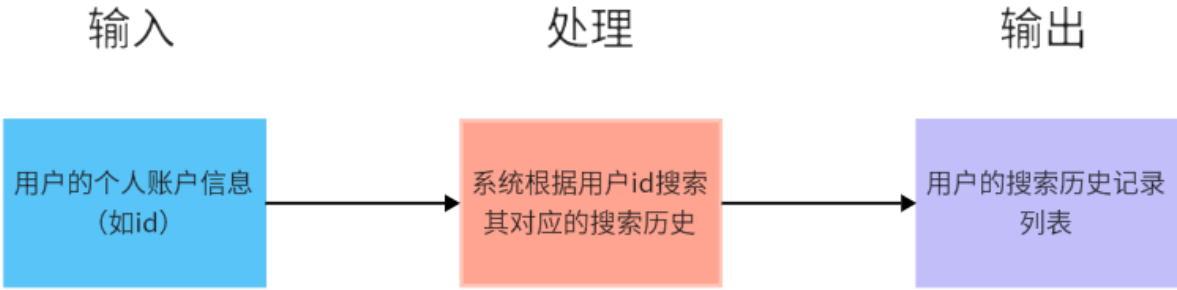 输入
处理
输出
用户的个人账户信息
（如id）
系统根据用户id搜索
其对应的搜索历史
用户的搜索历史记录
列表